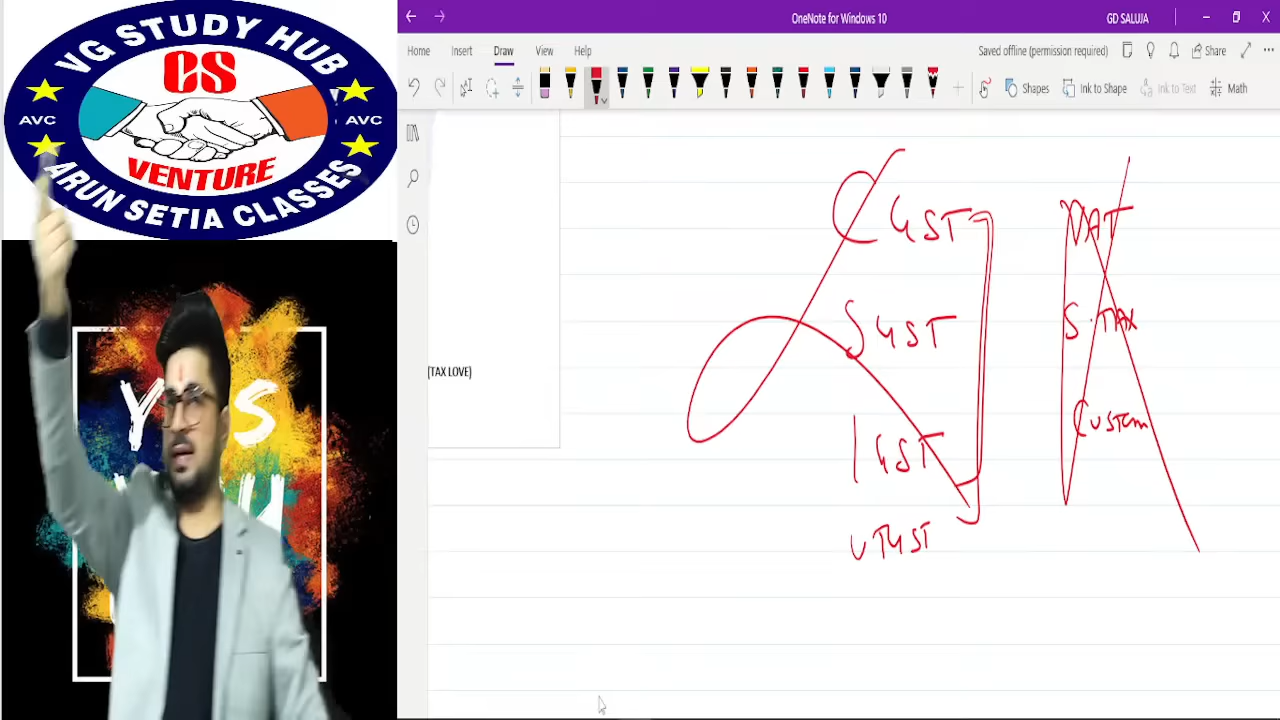 VG STUDY HUB
CS
AVC
AVC
VENTURE
ARUN SETIA CLASSES
OneNote for Windows 10
GD SALUJA
Home
Insert
Draw
View
Help
Saved offline (permission required)
Share
Shapes
Ink to Shape
Ink to Text
Math
CGST
SGST
IGST
UTGST
VAT
S.TAX
Custom
(TAX LOVE)